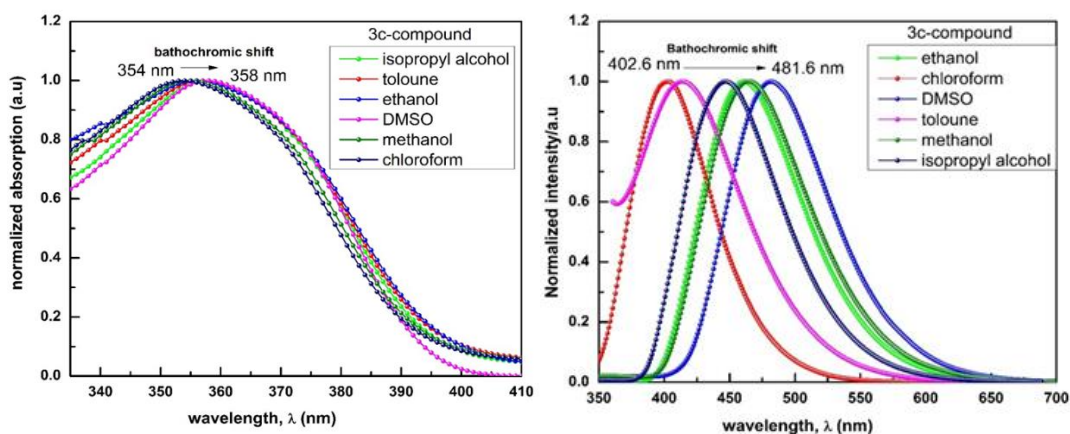 1.2
1.0
0.8
0.6
0.4
0.2
0.0
340 350 360 370 380 390 400 410
normalized absorption (a.u)
wavelength, λ (nm)
bathochromic shift
354 nm 358 nm
3c-compound
isopropyl alcohol
toloune
ethanol
DMSO
methanol
chloroform
1.2
1.0
0.8
0.6
0.4
0.2
0.0
350 400 450 500 550 600 650 700
Normalized intensity/a.u
wavelength, λ (nm)
Bathochromic shift
402.6 nm 481.6 nm
3c-compound
ethanol
chloroform
DMSO
toloune
methanol
isopropyl alcohol